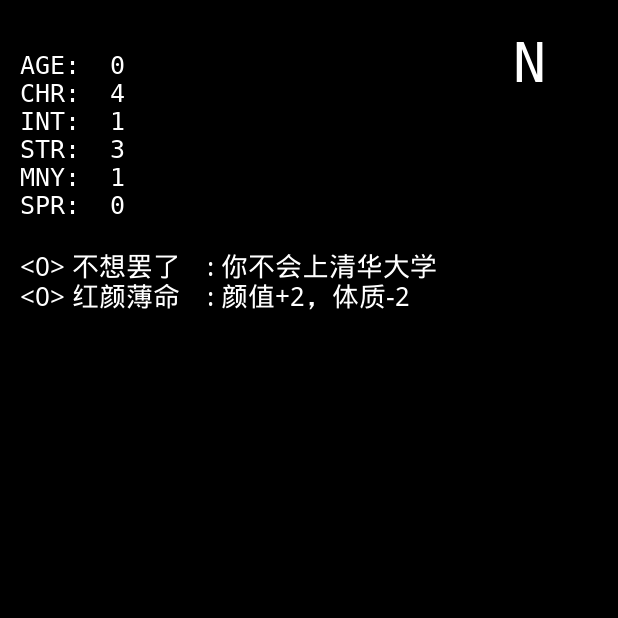 N
AGE: 0
CHR: 4
INT: 1
STR: 3
MNY: 1
SPR: 0
<O> 不想罢了 : 你不会上清华大学
<O> 红颜薄命 : 颜值+2，体质-2